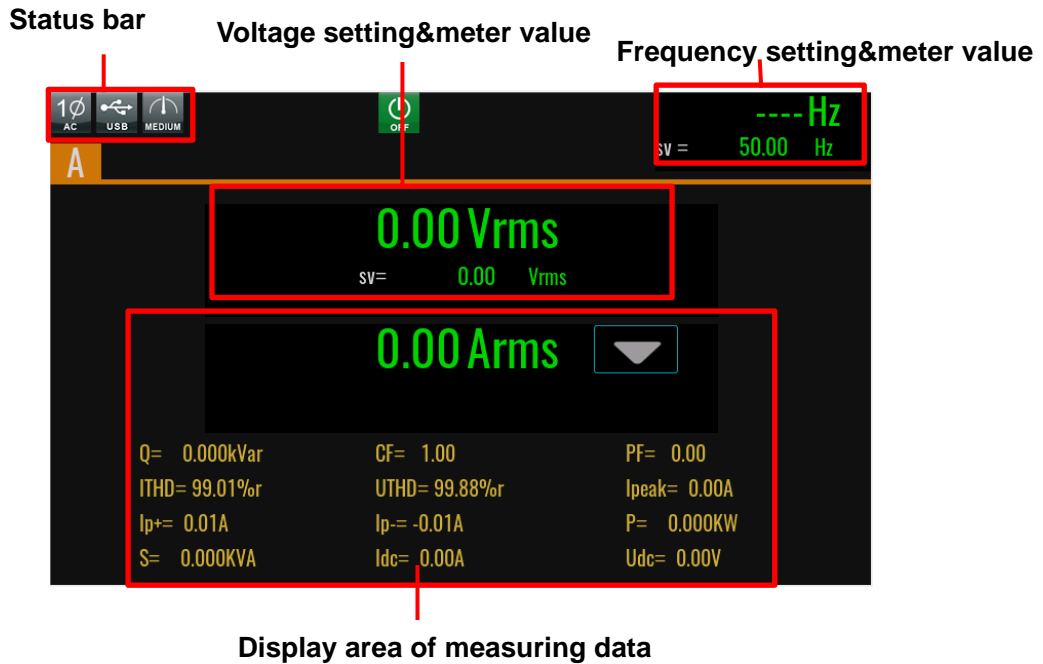 Status bar
Voltage setting&meter value
Frequency setting&meter value
1Ø AC
USB
MEDIUM
OFF
---- Hz
sv = 50.00 Hz
A
0.00 Vrms
sv= 0.00 Vrms
0.00 Arms
Q= 0.000kVar CF= 1.00 PF= 0.00
ITHD= 99.01%r UTHD= 99.88%r Ipeak= 0.00A
Ip+= 0.01A Ip-= -0.01A P= 0.000KW
S= 0.000KVA Idc= 0.00A Udc= 0.00V
Display area of measuring data